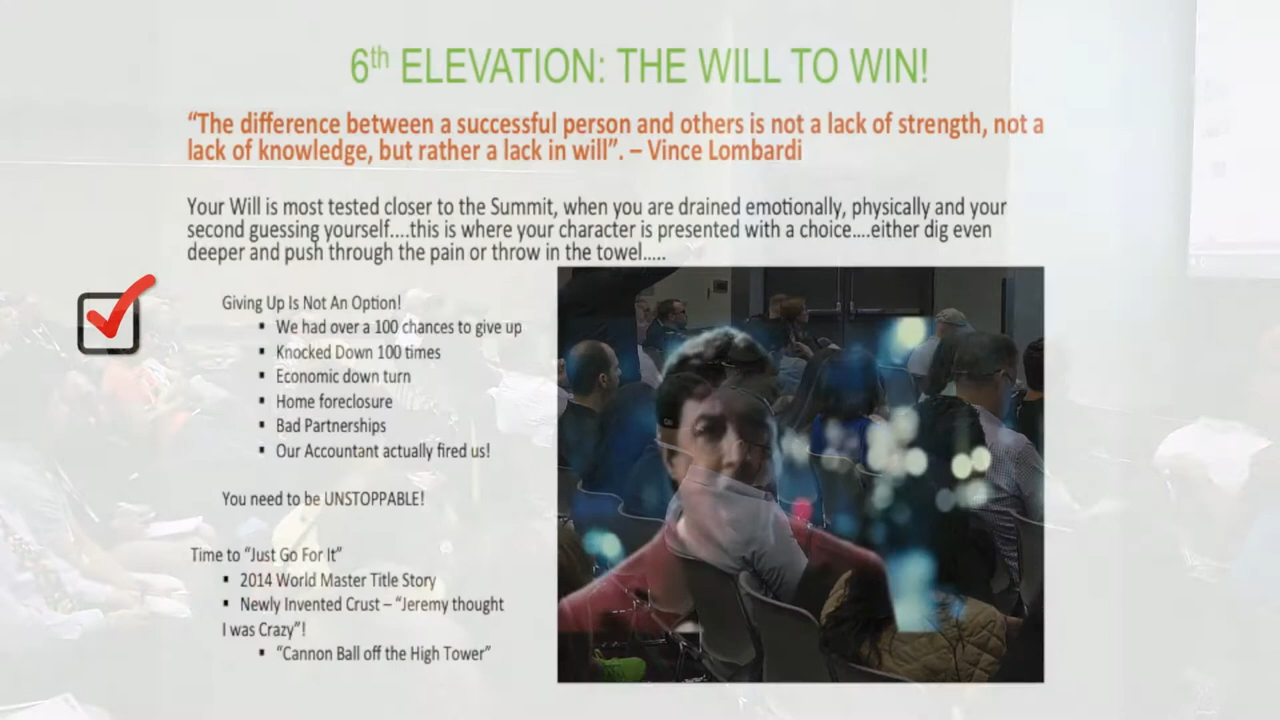 6th ELEVATION: THE WILL TO WIN!
“The difference between a successful person and others is not a lack of strength, not a
lack of knowledge, but rather a lack in will”. – Vince Lombardi
Your Will is most tested closer to the Summit, when you are drained emotionally, physically and your
second guessing yourself....this is where your character is presented with a choice....either dig even
deeper and push through the pain or throw in the towel.....
Giving Up Is Not An Option!
▪ We had over a 100 chances to give up
▪ Knocked Down 100 times
▪ Economic down turn
▪ Home foreclosure
▪ Bad Partnerships
▪ Our Accountant actually fired us!
You need to be UNSTOPPABLE!
Time to “Just Go For It”
▪ 2014 World Master Title Story
▪ Newly Invented Crust – “Jeremy thought
I was Crazy”!
▪ “Cannon Ball off the High Tower”